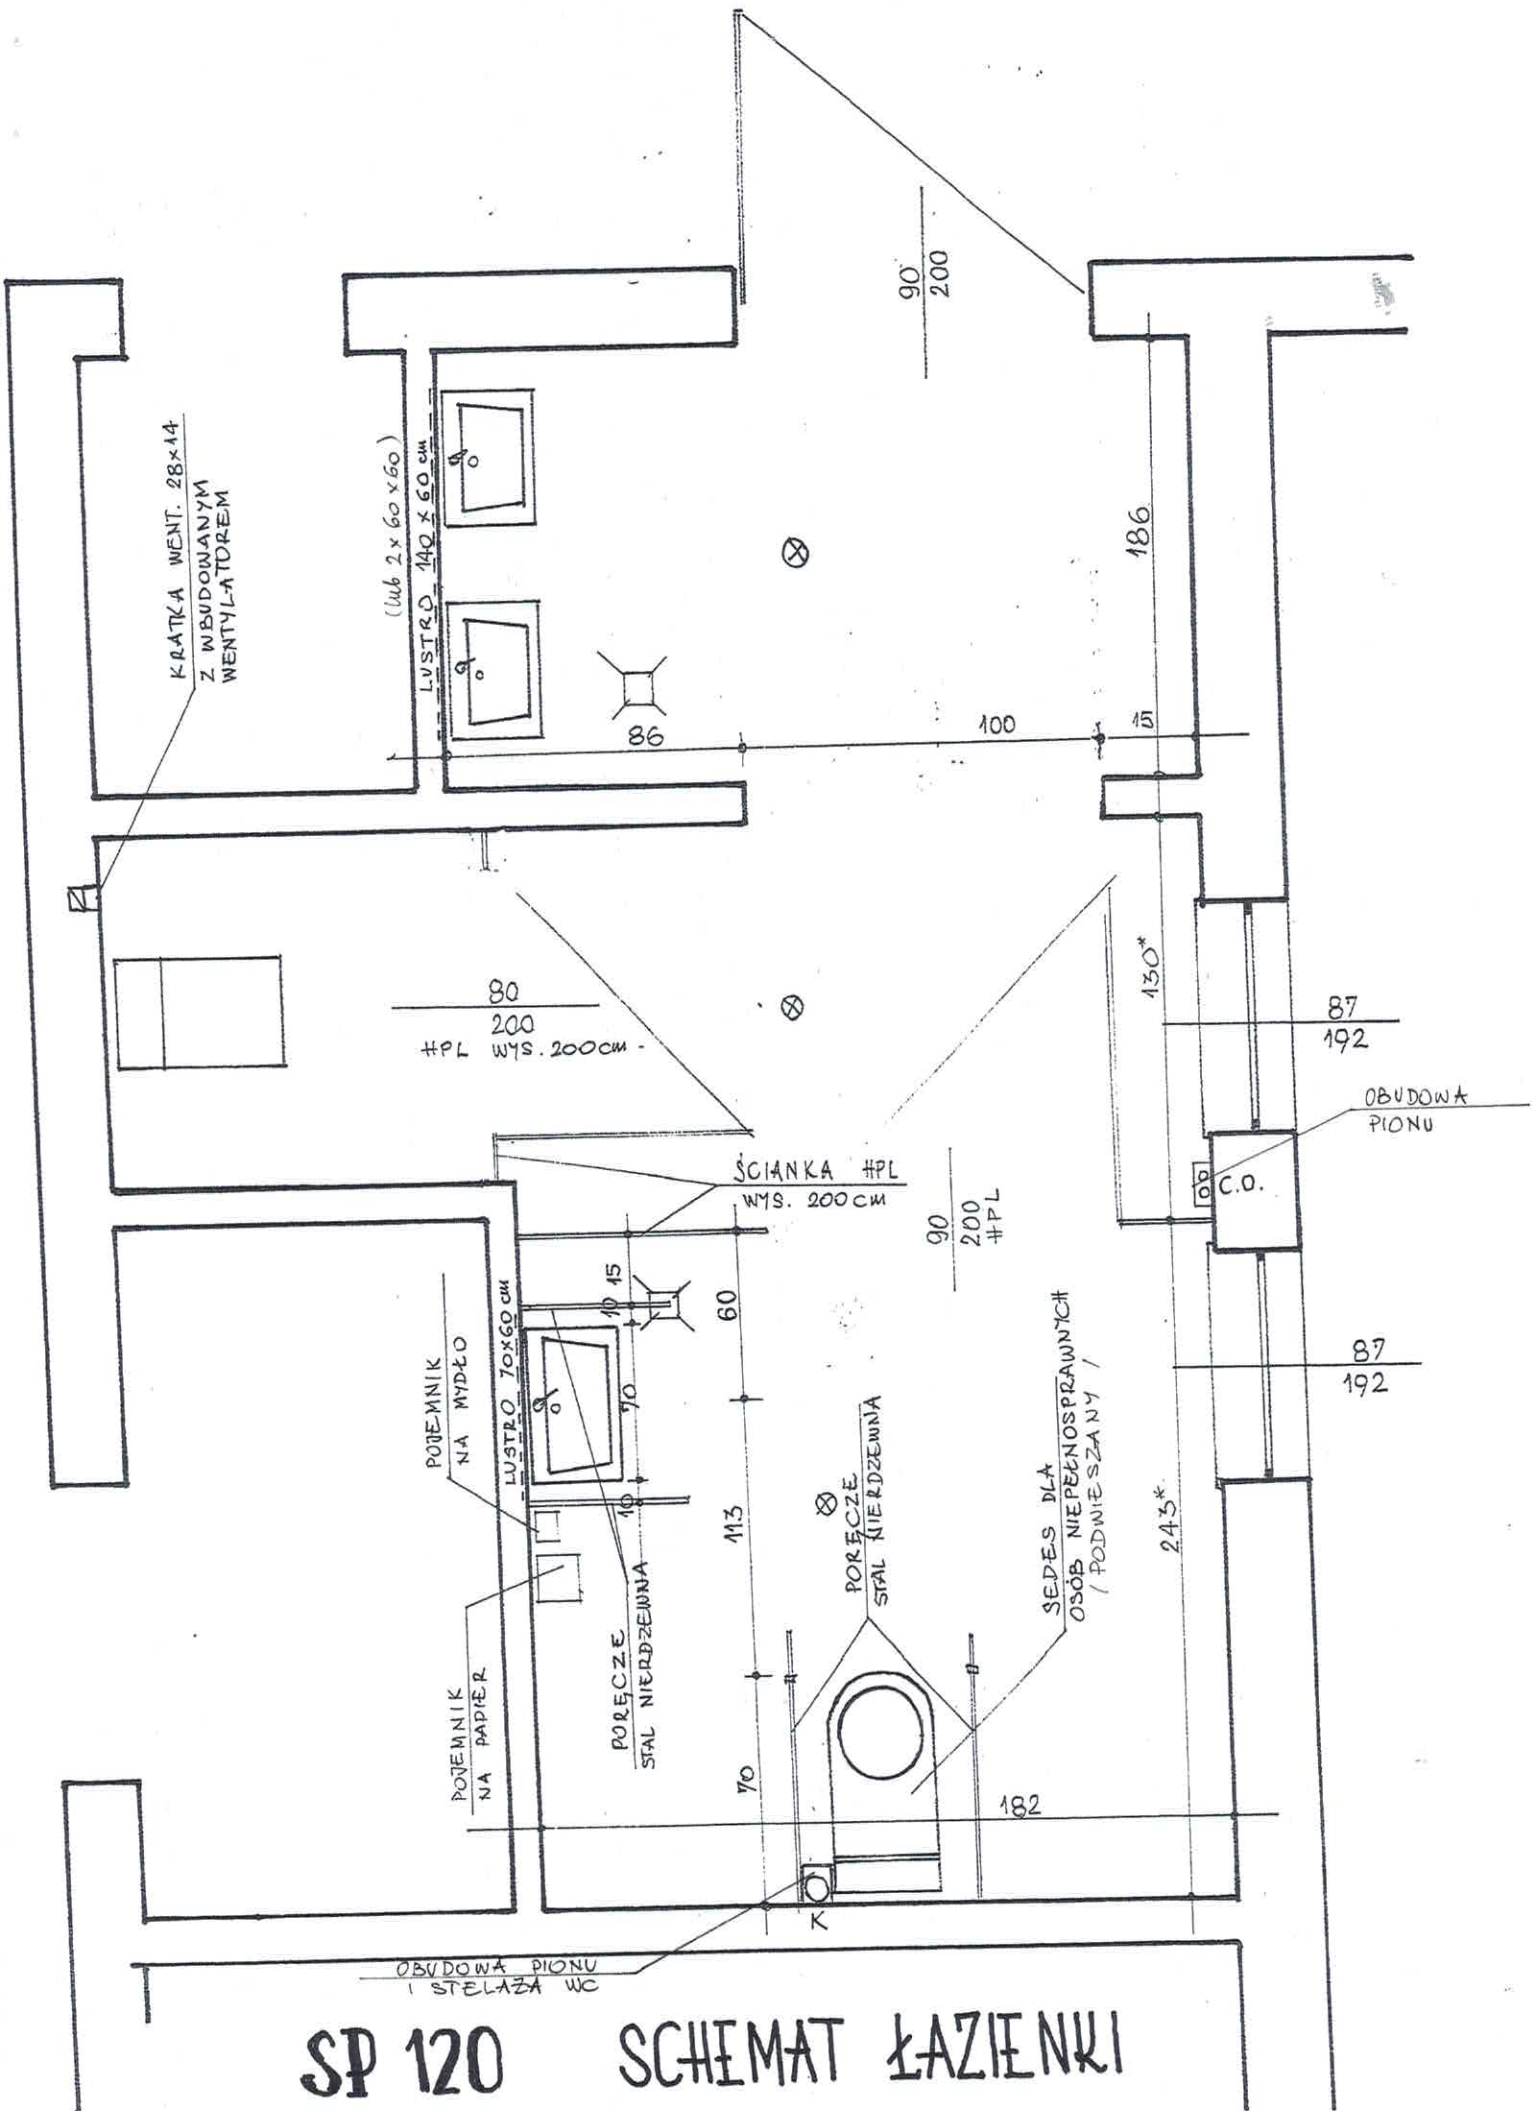 90
200
KRATKA WENT. 28x14
Z WBUDOWANYM
WENTYLATOREM
(lub 2x60x60)
LUSTRO 140x60 cm
186
86
100
15
130*
80
200
HPL WYS. 200cm
87
192
OBUDOWA
PIONU
C.O.
ŚCIANKA HPL
WYS. 200cm
90
200
HPL
15
10
60
70
10
113
70
LUSTRO 70x60 cm
POJEMNIK
NA MYDŁO
87
192
243*
PORĘCZE
STAL NIERDZEWNA
PORĘCZE
STAL NIERDZEWNA
SEDES DLA
OSÓB NIEPEŁNOSPRAWNYCH
/ PODWIESZANY /
POJEMNIK
NA PAPIER
182
K
OBUDOWA PIONU
I STELAŻA WC
SP 120 SCHEMAT ŁAZIENKI